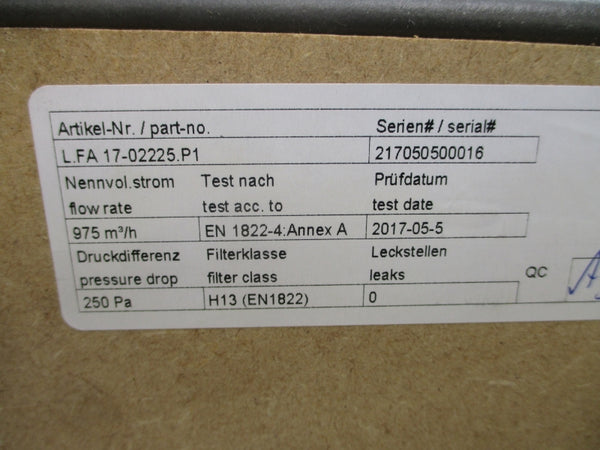 Artikel-Nr. / part-no. Serien# / serial#
L.FA 17-02225.P1 217050500016
Nennvol.strom Test nach Prüfdatum
flow rate test acc. to test date
975 m³/h EN 1822-4:Annex A 2017-05-5
Druckdifferenz Filterklasse Leckstellen
pressure drop filter class leaks QC
250 Pa H13 (EN1822) 0